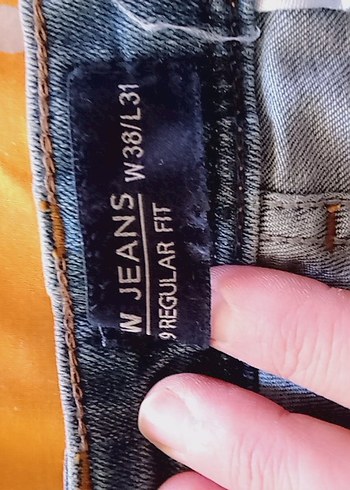 JEANS W38/L31
9 REGULAR FIT